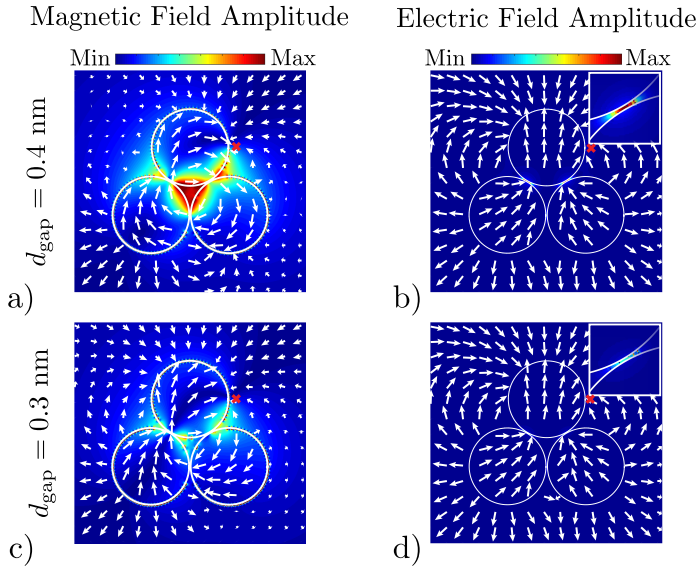 Magnetic Field Amplitude
Electric Field Amplitude
Min Max
Min Max
d_gap = 0.4 nm
a)
b)
d_gap = 0.3 nm
c)
d)